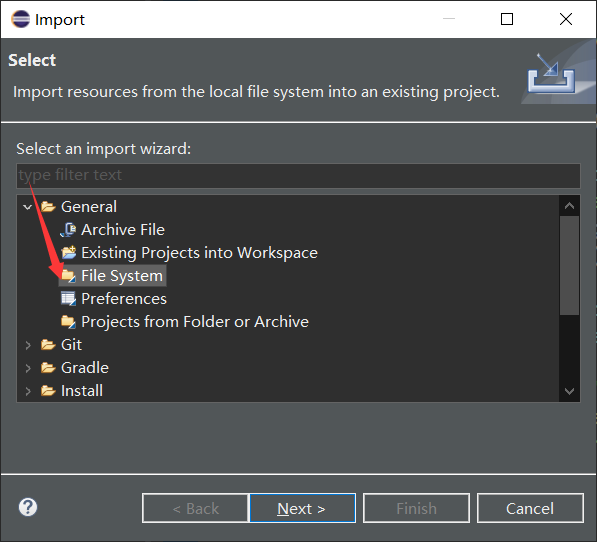 Import
Select
Import resources from the local file system into an existing project.
Select an import wizard:
type filter text
General
Archive File
Existing Projects into Workspace
File System
Preferences
Projects from Folder or Archive
Git
Gradle
Install
?
< Back
Next >
Finish
Cancel